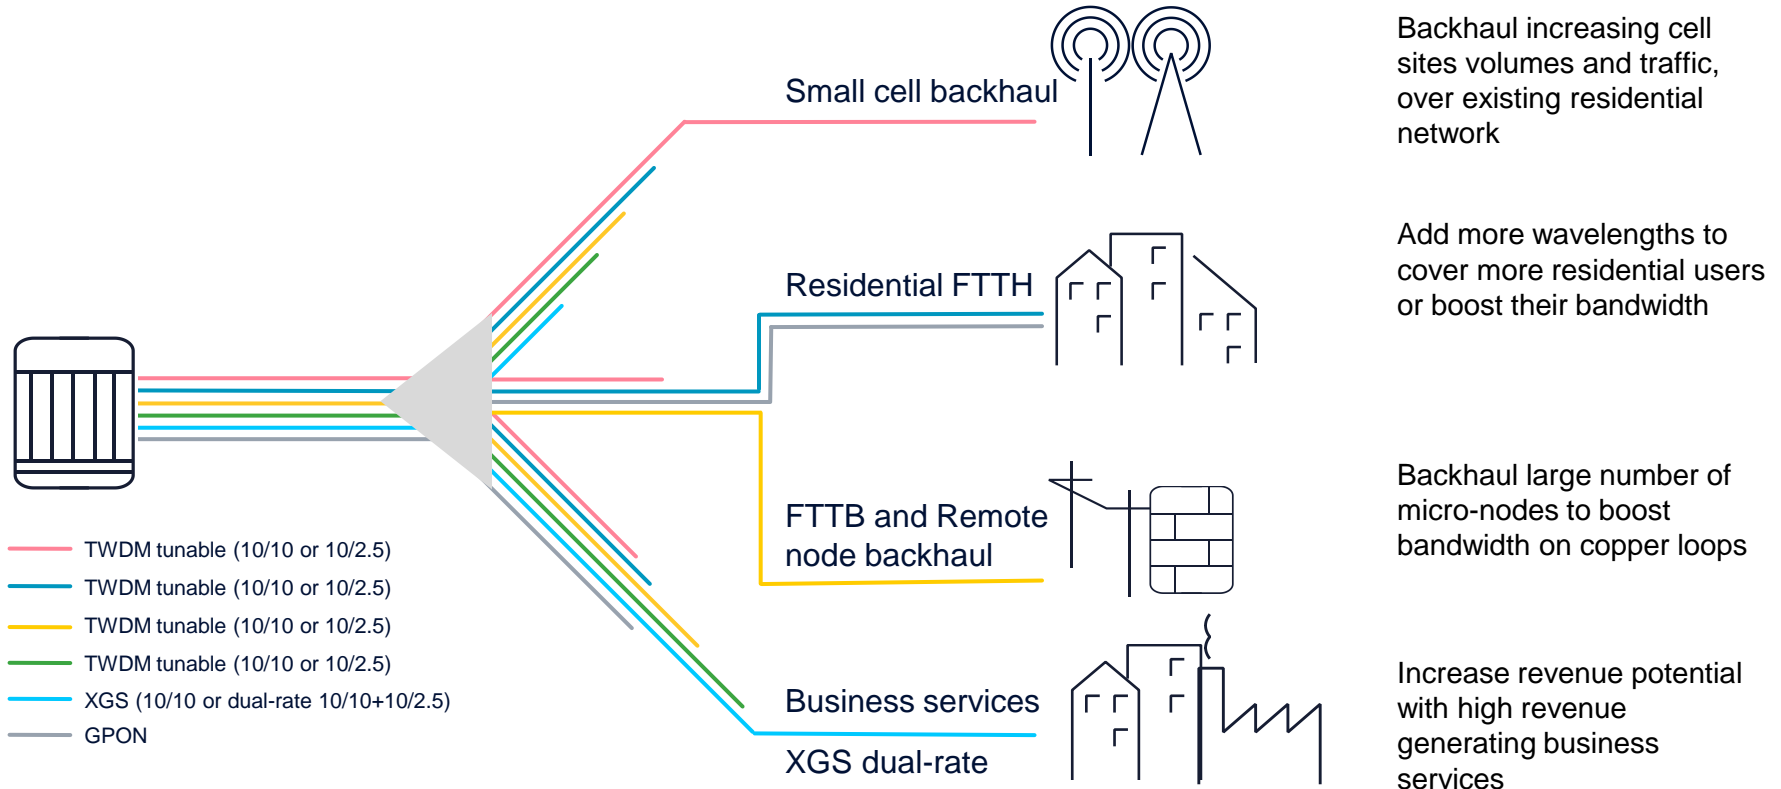 Small cell backhaul
Backhaul increasing cell
sites volumes and traffic,
over existing residential
network
Residential FTTH
Add more wavelengths to
cover more residential users
or boost their bandwidth
FTTB and Remote
node backhaul
Backhaul large number of
micro-nodes to boost
bandwidth on copper loops
Business services
XGS dual-rate
Increase revenue potential
with high revenue
generating business
services
TWDM tunable (10/10 or 10/2.5)
TWDM tunable (10/10 or 10/2.5)
TWDM tunable (10/10 or 10/2.5)
TWDM tunable (10/10 or 10/2.5)
XGS (10/10 or dual-rate 10/10+10/2.5)
GPON